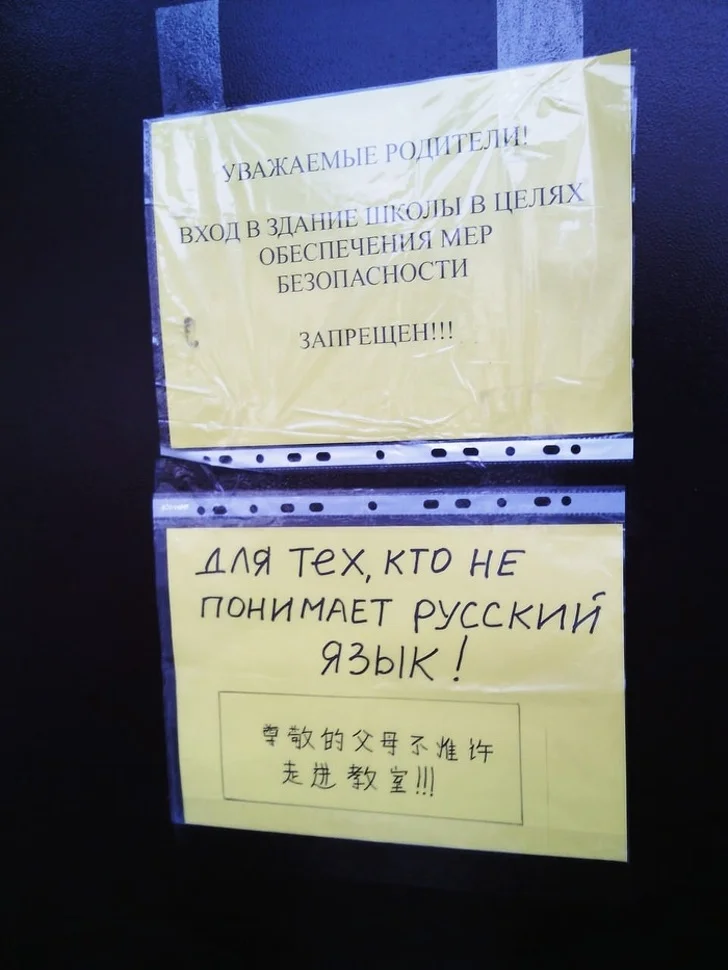 УВАЖАЕМЫЕ РОДИТЕЛИ!
ВХОД В ЗДАНИЕ ШКОЛЫ В ЦЕЛЯХ
ОБЕСПЕЧЕНИЯ МЕР
БЕЗОПАСНОСТИ
ЗАПРЕЩЕН!!!
ДЛЯ ТЕХ, КТО НЕ
ПОНИМАЕТ РУССКИЙ
ЯЗЫК!
尊敬的父母不准许
走进教室!!!